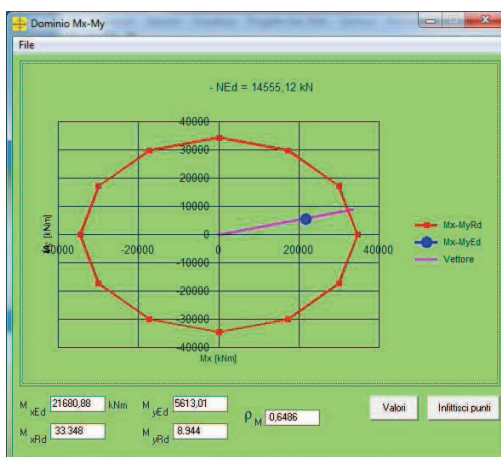 Dominio Mx-My
File
- NEd = 14555,12 kN
40000
30000
20000
10000
0
-10000
-20000
-30000
-40000
-20000 0 20000 40000
[kNm]
Mx [kNm]
Mx-MyRd
Mx-MyEd
Vettore
M xEd 21680,88 kNm M yEd 5613,01
ρ M 0,6486
M xRd 33.348 M yRd 8.944
Valori Infittisci punti